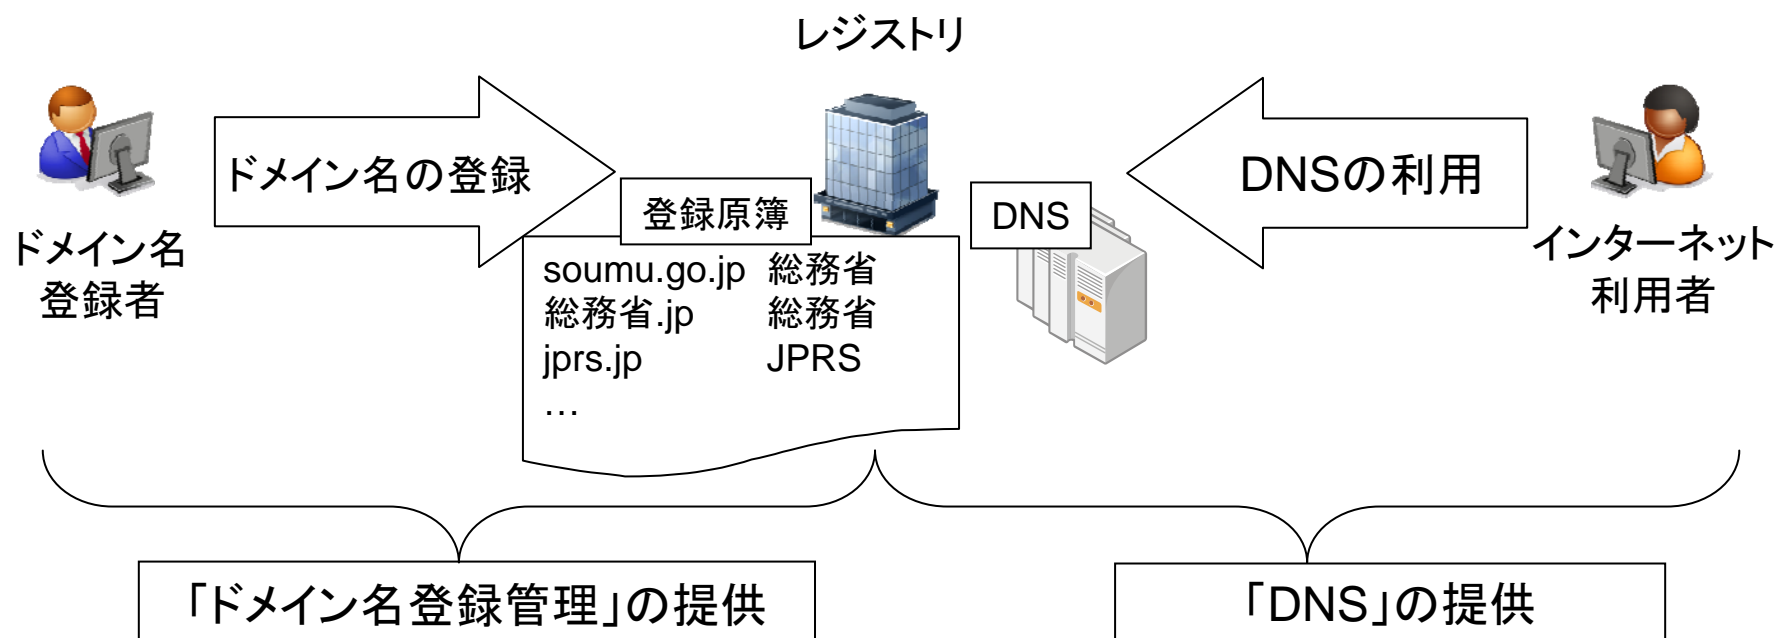 レジストリ
ドメイン名の登録
DNSの利用
登録原簿
DNS
ドメイン名
登録者
インターネット
利用者
soumu.go.jp 総務省
総務省.jp 総務省
jprs.jp JPRS
…
「ドメイン名登録管理」の提供
「DNS」の提供